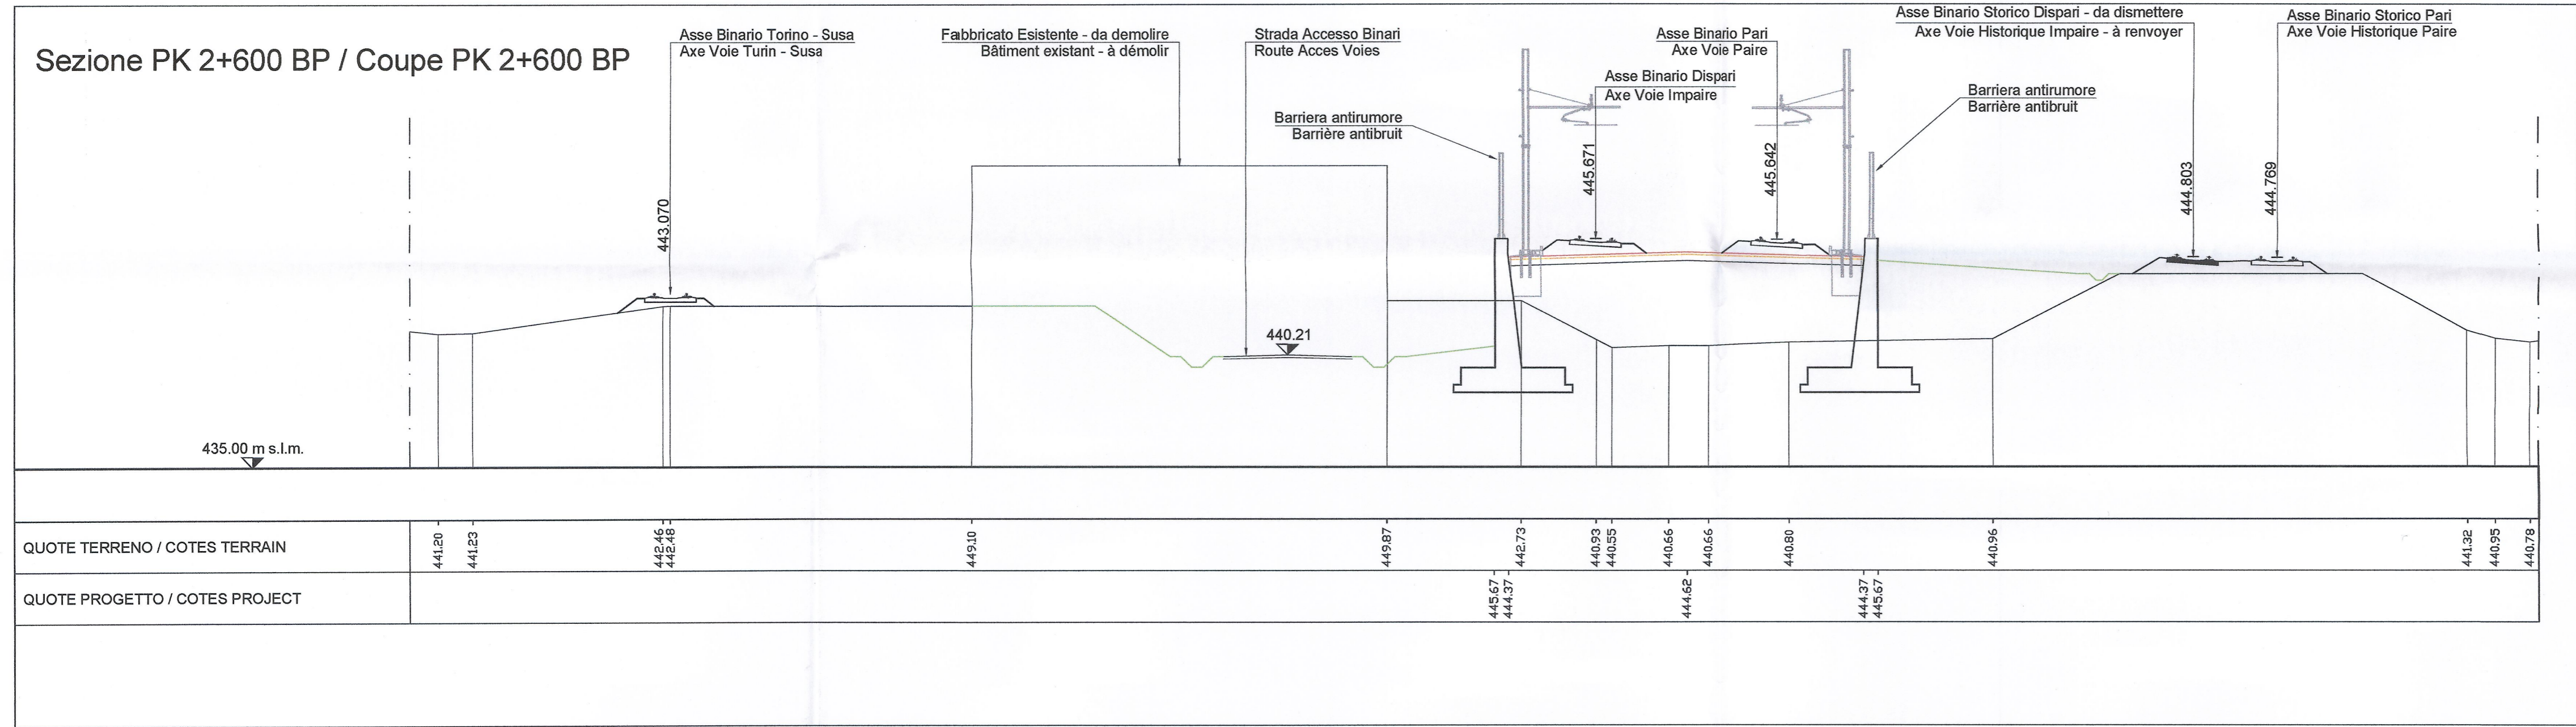 Sezione PK 2+600 BP / Coupe PK 2+600 BP
Asse Binario Torino - Susa
Axe Voie Turin - Susa
443.070
Fabbricato Esistente - da demolire
Bâtiment existant - à démolir
Strada Accesso Binari
Route Acces Voies
440.21
Barriera antirumore
Barrière antibruit
Asse Binario Dispari
Axe Voie Impaire
445.671
Asse Binario Pari
Axe Voie Paire
445.642
Barriera antirumore
Barrière antibruit
Asse Binario Storico Dispari - da dismettere
Axe Voie Historique Impaire - à renvoyer
444.803
Asse Binario Storico Pari
Axe Voie Historique Paire
444.769
435.00 m s.l.m.
QUOTE TERRENO / COTES TERRAIN
441.20
441.23
442.46
442.48
449.10
449.87
442.73
440.93
440.55
440.66
440.66
440.80
440.96
441.32
440.95
440.78
QUOTE PROGETTO / COTES PROJECT
445.67
444.37
444.62
444.37
445.67